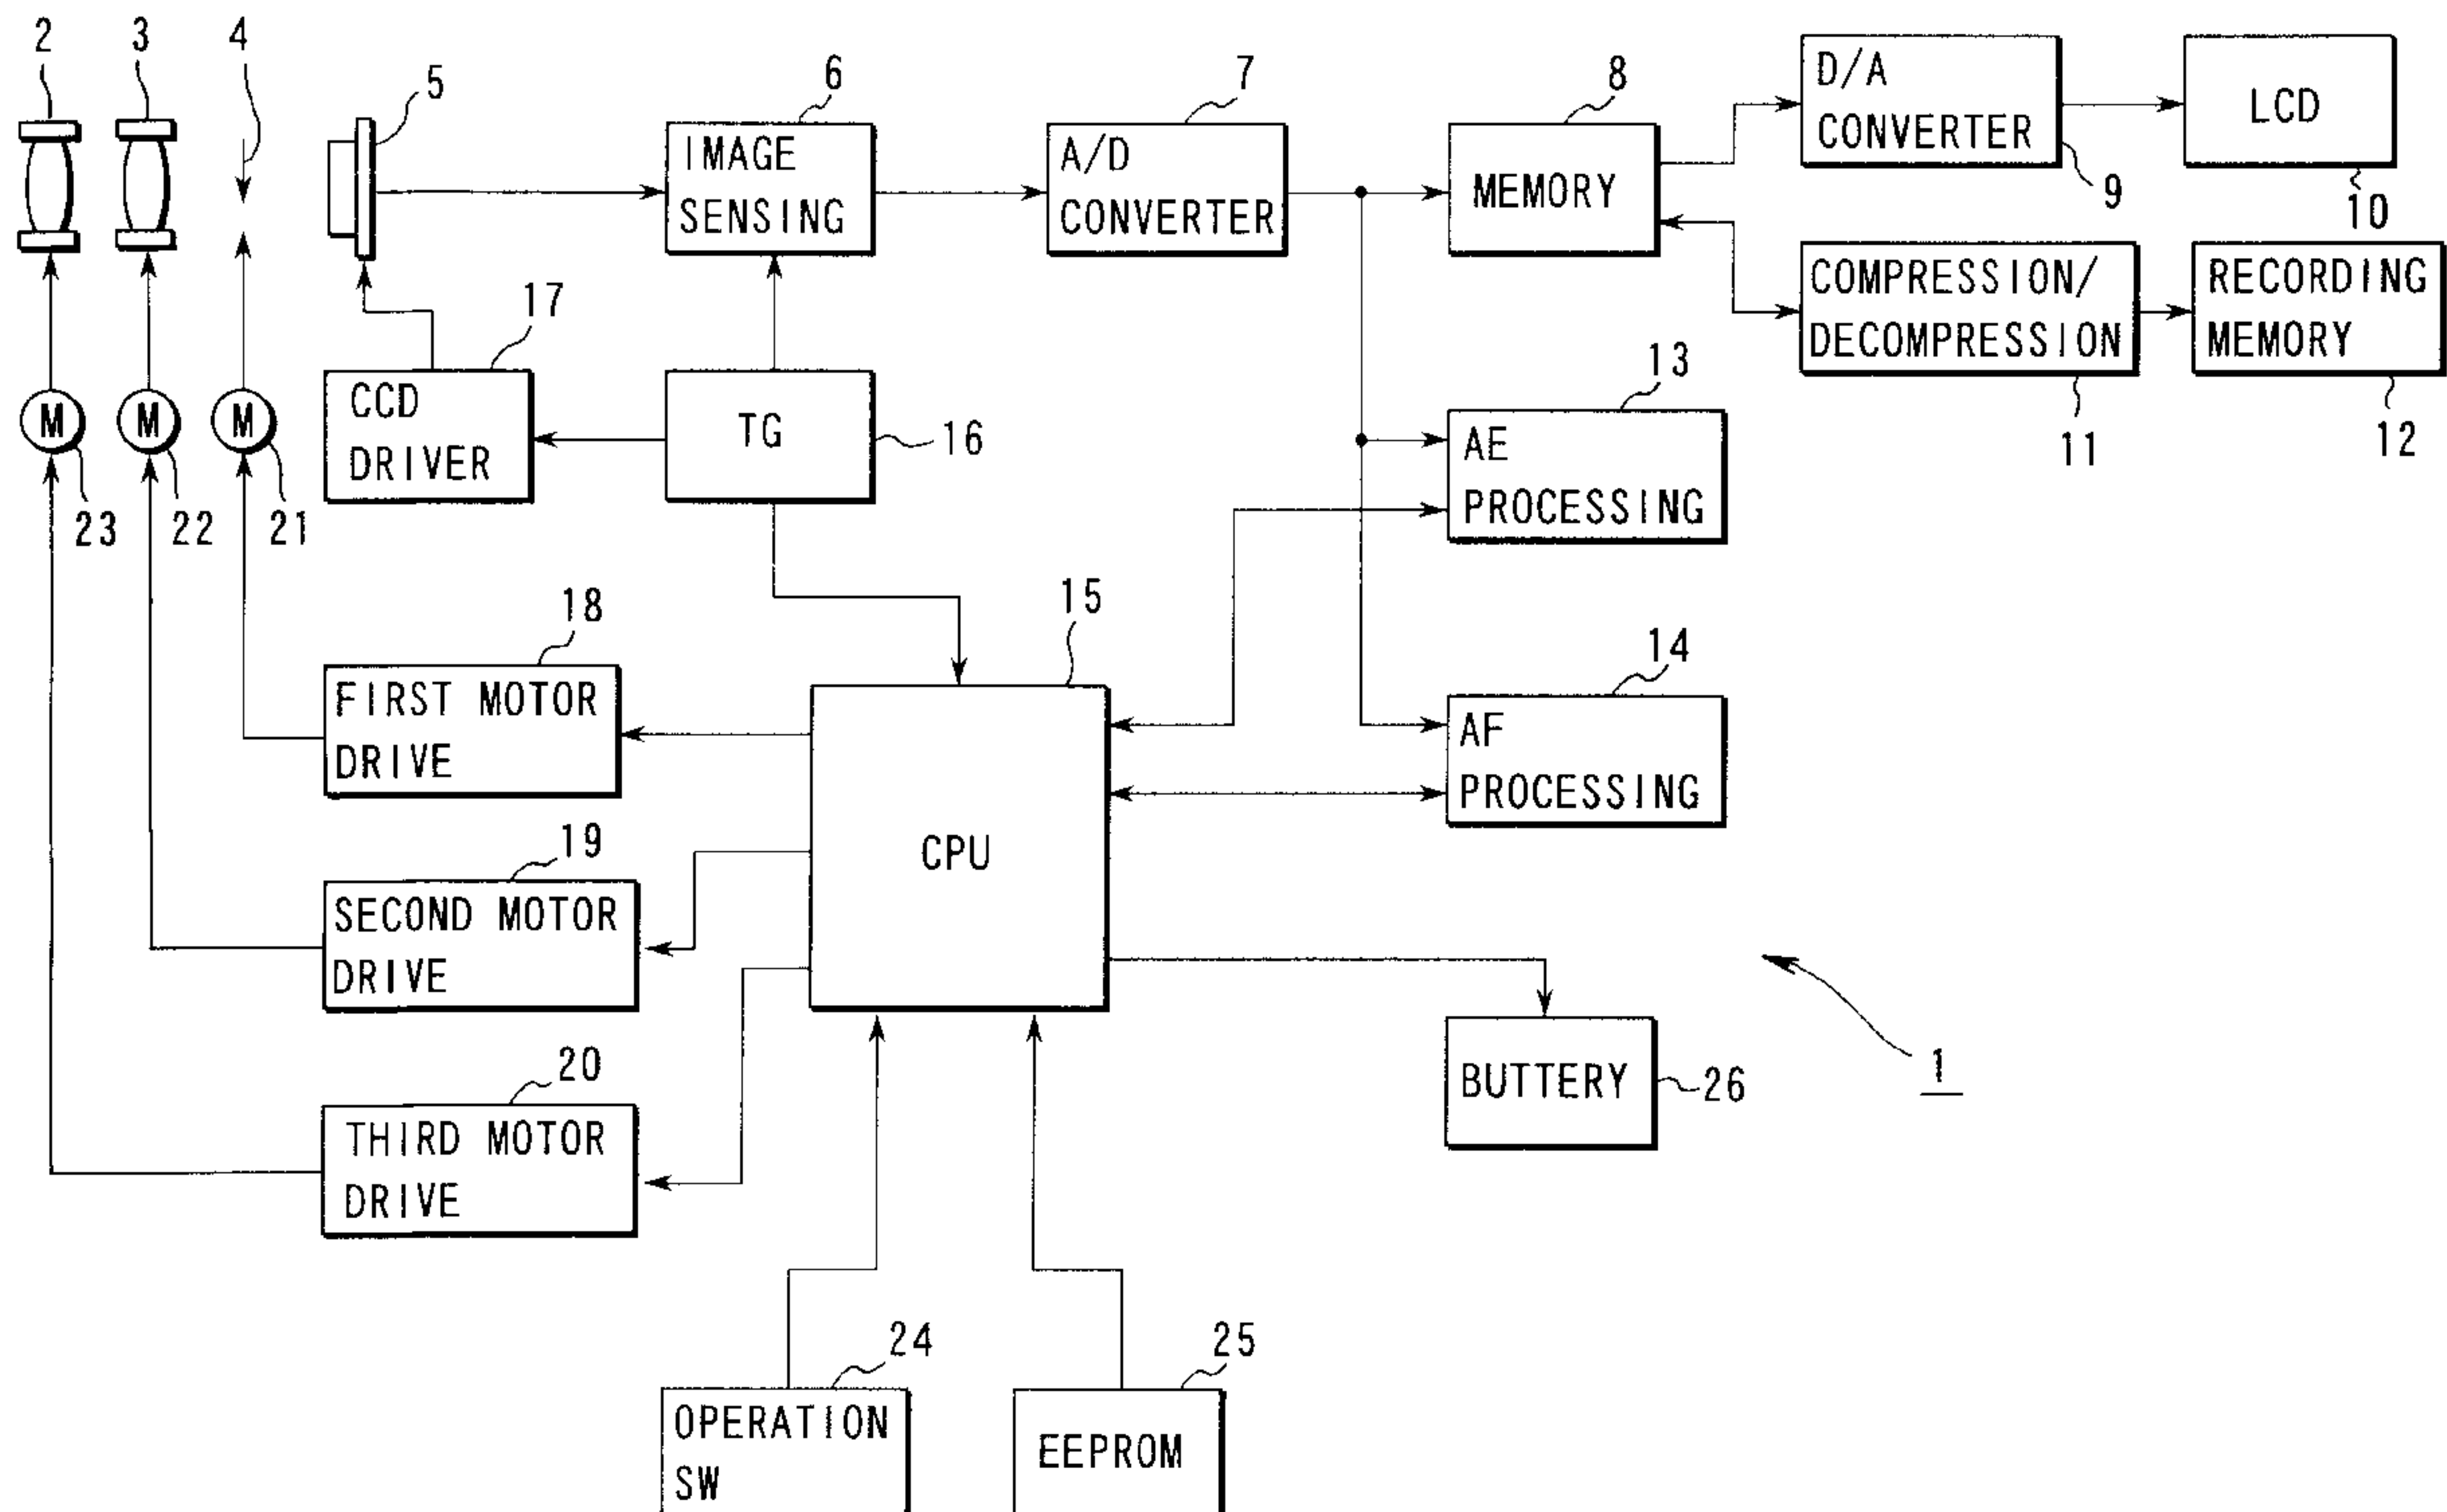 2
3
4
5
6
IMAGE
SENSING
7
A/D
CONVERTER
8
MEMORY
D/A
CONVERTER
9
LCD
10
COMPRESSION/
DECOMPRESSION
11
RECORDING
MEMORY
12
M
23
M
22
M
21
17
CCD
DRIVER
TG
16
13
AE
PROCESSING
14
AF
PROCESSING
15
CPU
18
FIRST MOTOR
DRIVE
19
SECOND MOTOR
DRIVE
20
THIRD MOTOR
DRIVE
BUTTERY
26
1
24
OPERATION
SW
25
EEPROM